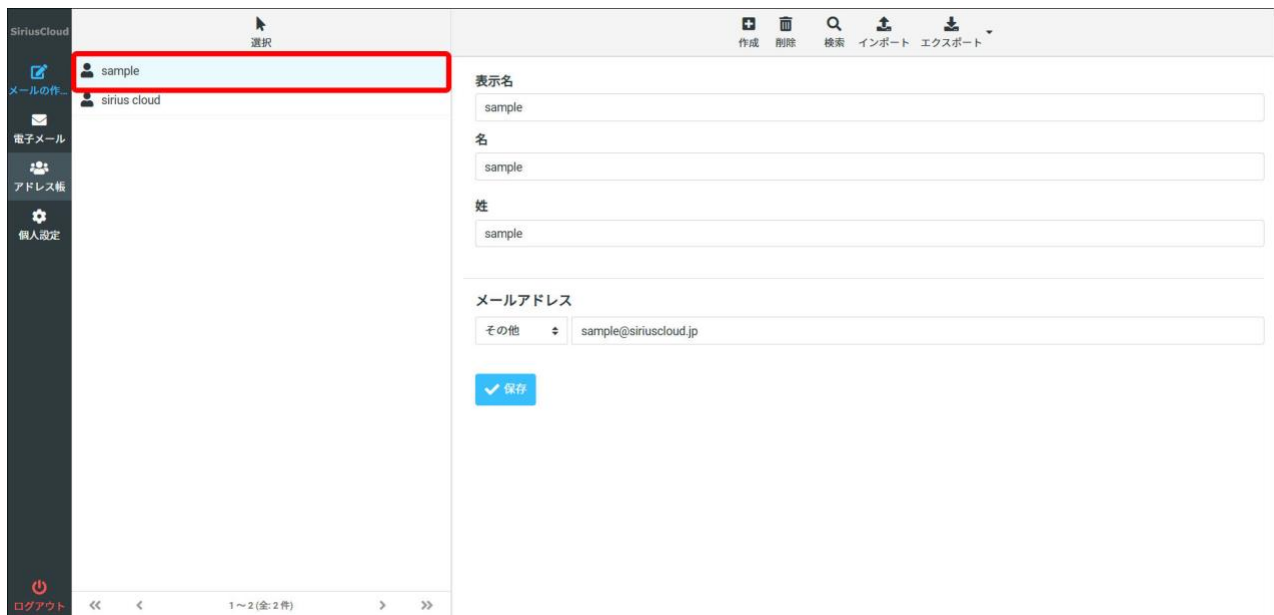 SiriusCloud
メールの作...
電子メール
アドレス帳
個人設定
ログアウト
選択
sample
sirius cloud
1～2 (全: 2 件)
作成 削除 検索 インポート エクスポート
表示名
sample
名
sample
姓
sample
メールアドレス
その他 sample@siriuscloud.jp
保存